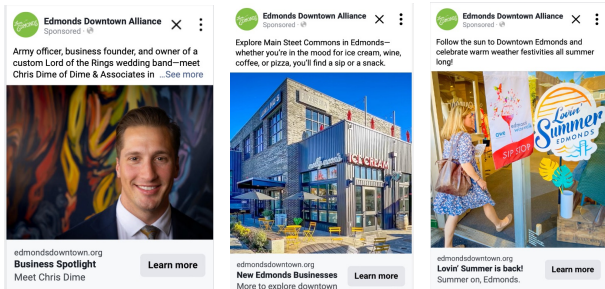 Edmonds Downtown Alliance
Sponsored
Army officer, business founder, and owner of a
custom Lord of the Rings wedding band—meet
Chris Dime of Dime & Associates in ...See more
edmondsdowntown.org
Business Spotlight
Meet Chris Dime
Learn more
Edmonds Downtown Alliance
Sponsored
Explore Main Street Commons in Edmonds—
whether you're in the mood for ice cream, wine,
coffee, or pizza, you'll find a sip or a snack.
ICE CREAM
edmondsdowntown.org
New Edmonds Businesses
More to explore downtown
Learn more
Edmonds Downtown Alliance
Sponsored
Follow the sun to Downtown Edmonds and
celebrate warm weather festivities all summer
long!
Lovin'
Summer
EDMONDS
SIP STOP
edmondsdowntown.org
Lovin' Summer is back!
Summer on, Edmonds.
Learn more